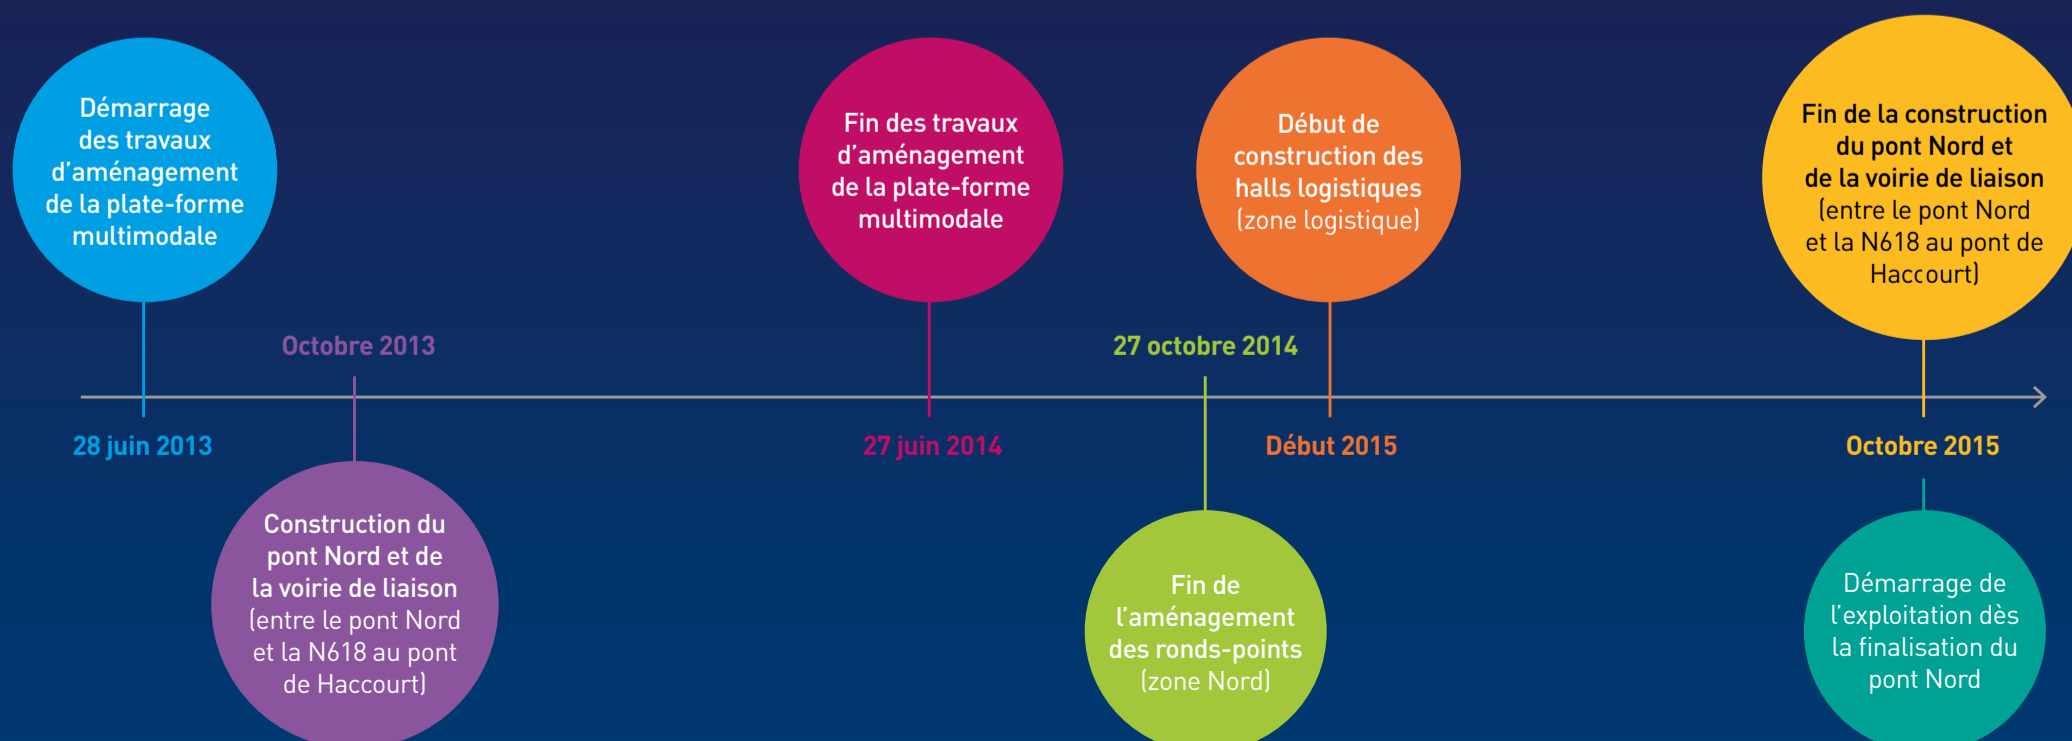 Démarrage
des travaux
d'aménagement
de la plate-forme
multimodale
28 juin 2013
Octobre 2013
Construction du
pont Nord et de
la voirie de liaison
(entre le pont Nord
et la N618 au pont
de Haccourt)
Fin des travaux
d'aménagement
de la plate-forme
multimodale
27 juin 2014
27 octobre 2014
Fin de
l'aménagement
des ronds-points
(zone Nord)
Début de
construction des
halls logistiques
(zone logistique)
Début 2015
Fin de la construction
du pont Nord et
de la voirie de liaison
(entre le pont Nord
et la N618 au pont de
Haccourt)
Octobre 2015
Démarrage de
l'exploitation dès
la finalisation du
pont Nord